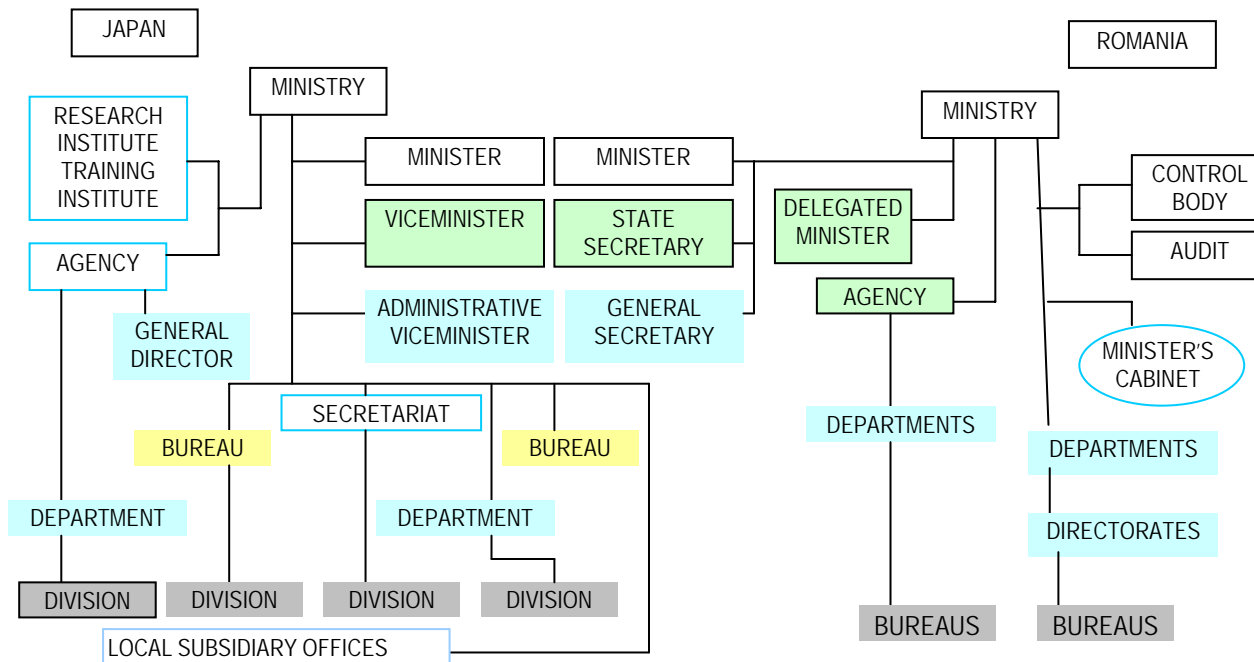 JAPAN
ROMANIA
MINISTRY
MINISTRY
RESEARCH
INSTITUTE
TRAINING
INSTITUTE
MINISTER
MINISTER
CONTROL
BODY
VICEMINISTER
STATE
SECRETARY
DELEGATED
MINISTER
AUDIT
AGENCY
AGENCY
GENERAL
DIRECTOR
ADMINISTRATIVE
VICEMINISTER
GENERAL
SECRETARY
MINISTER'S
CABINET
SECRETARIAT
DEPARTMENTS
BUREAU
BUREAU
DEPARTMENTS
DEPARTMENT
DEPARTMENT
DIRECTORATES
DIVISION
DIVISION
DIVISION
DIVISION
BUREAUS
BUREAUS
LOCAL SUBSIDIARY OFFICES